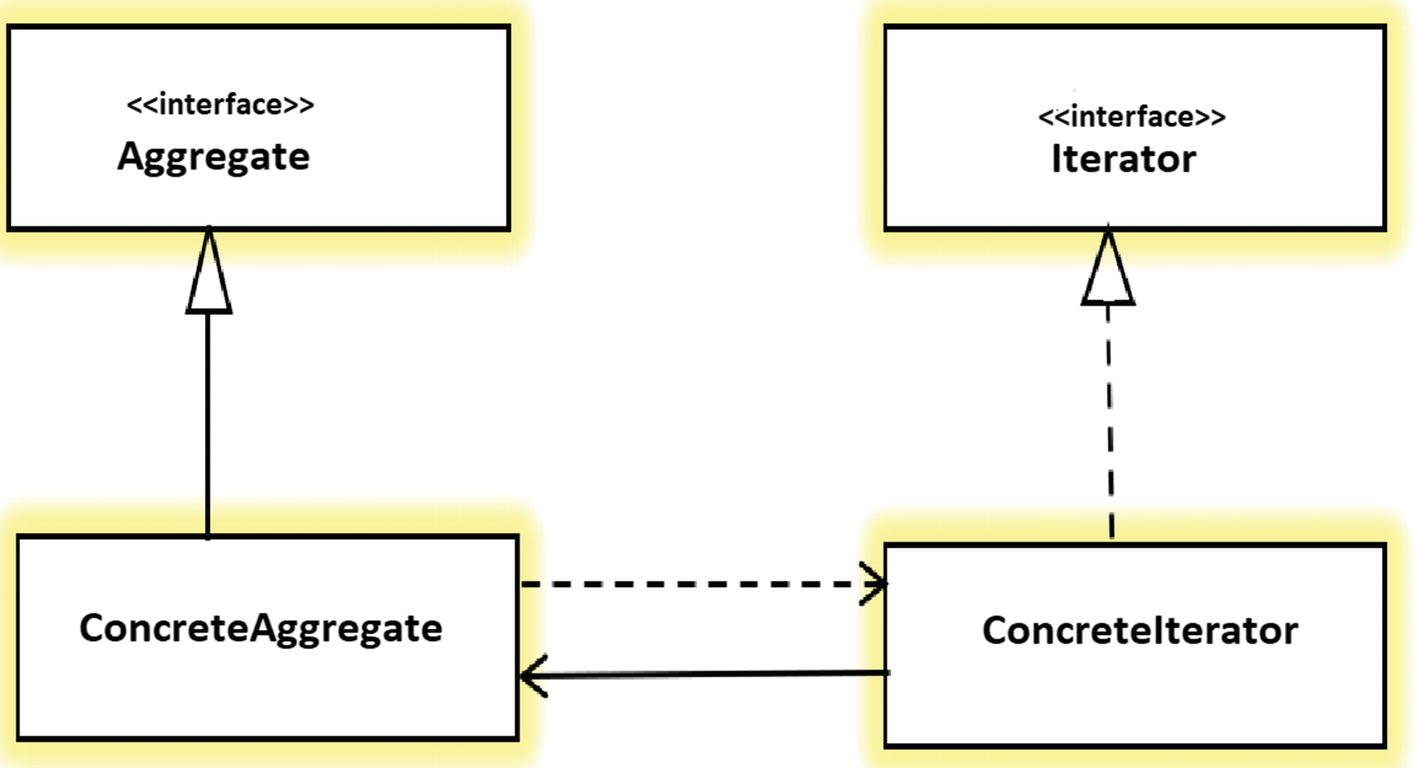 <<interface>>
Aggregate
<<interface>>
Iterator
ConcreteAggregate
ConcreteIterator